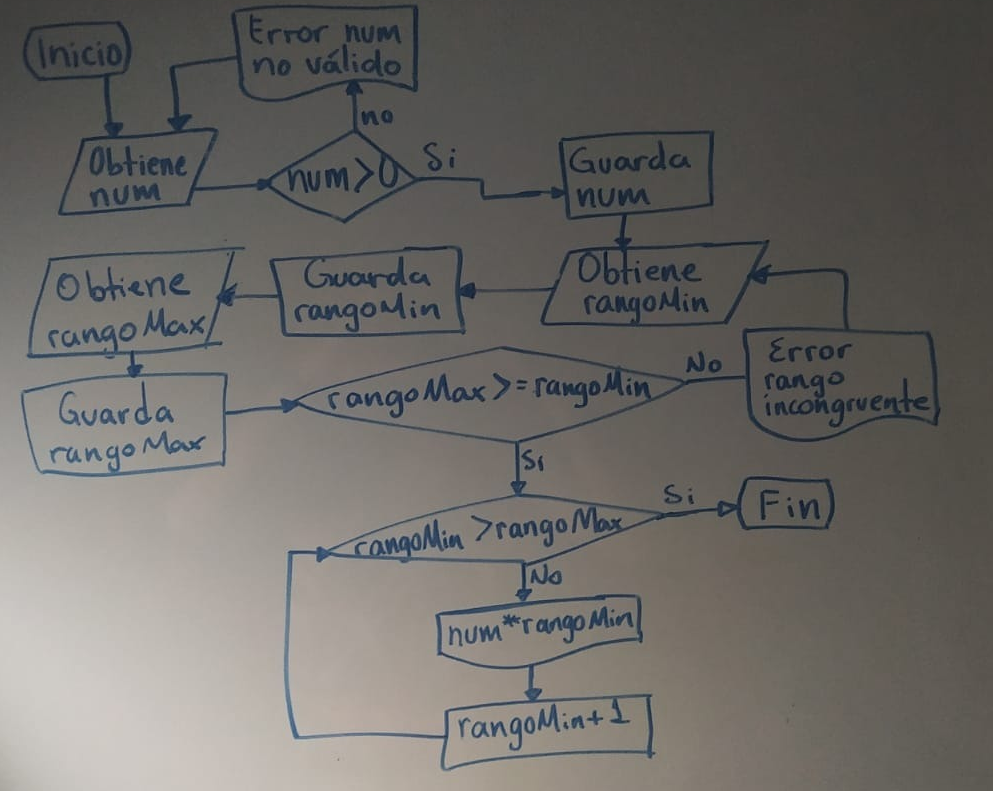 Inicio
Error num
no válido
no
Obtiene
num
num>0
Si
Guarda
num
Obtiene
rangoMin
Guarda
rangoMin
Obtiene
rangoMax
Guarda
rangoMax
rangoMax>=rangoMin
No
Error
rango
incongruente
Si
rangoMin >rangoMax
Si
Fin
No
num*rangoMin
rangoMin+1